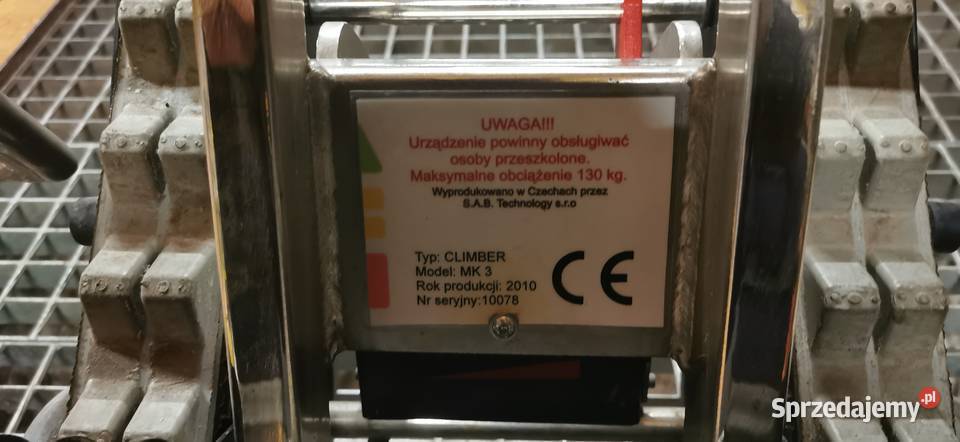 UWAGA!!!
Urządzenie powinny obsługiwać
osoby przeszkolone.
Maksymalne obciążenie 130 kg.
Wyprodukowano w Czechach przez
S.A.B. Technology s.r.o
Typ: CLIMBER
Model: MK 3
Rok produkcji: 2010
Nr seryjny:10078
CE
Sprzedajemy.pl